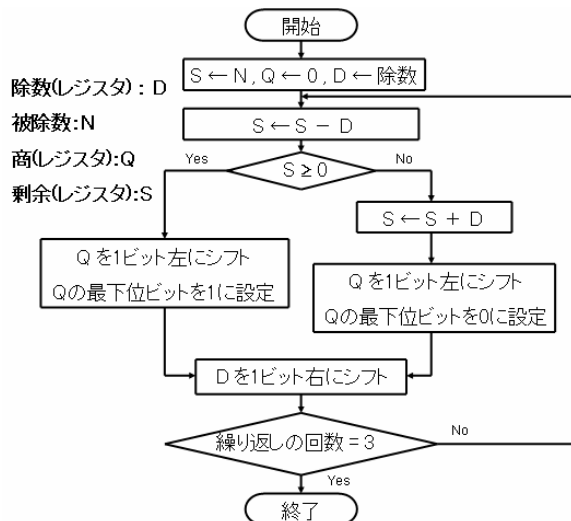 開始
S ← N , Q ← 0 , D ← 除数
除数(レジスタ) : D
被除数:N
商(レジスタ):Q
剰余(レジスタ):S
S ← S － D
Yes
S ≥ 0
No
S ← S + D
Qを1ビット左にシフト
Qの最下位ビットを1に設定
Qを1ビット左にシフト
Qの最下位ビットを0に設定
Dを1ビット右にシフト
繰り返しの回数 = 3
No
Yes
終了